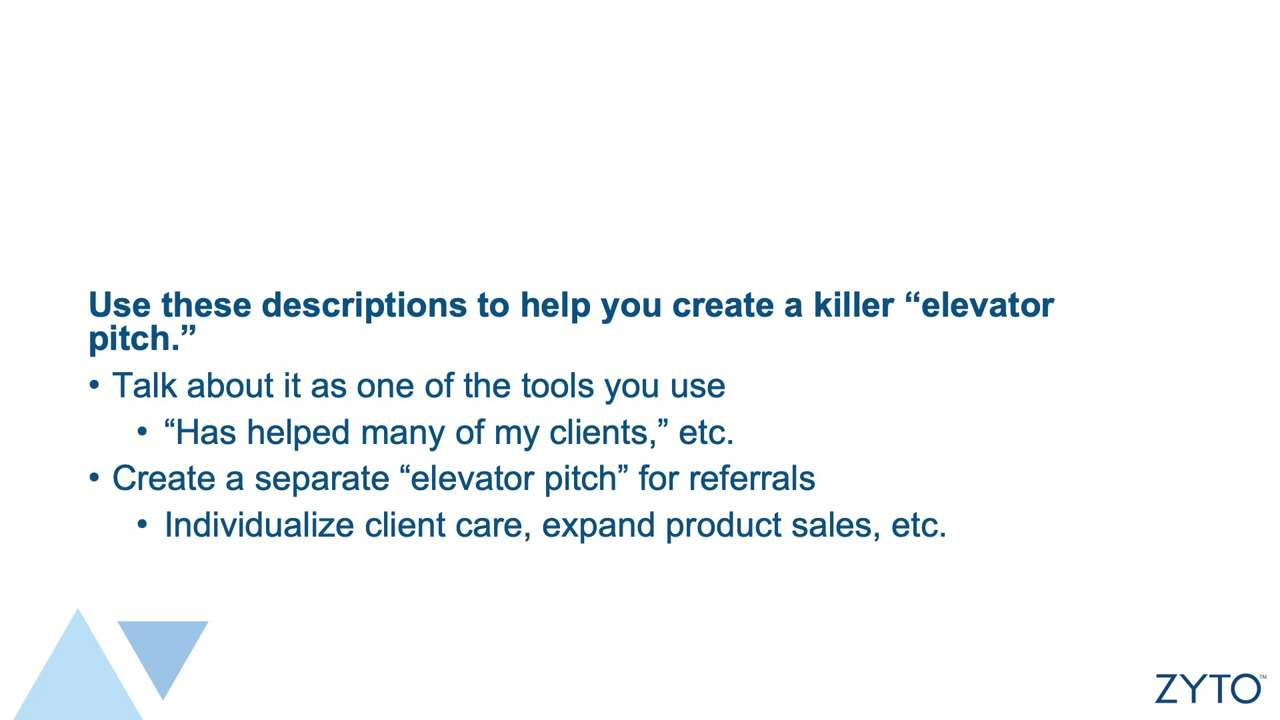 Use these descriptions to help you create a killer “elevator
pitch.”
• Talk about it as one of the tools you use
• “Has helped many of my clients,” etc.
• Create a separate “elevator pitch” for referrals
• Individualize client care, expand product sales, etc.
ZYTO™